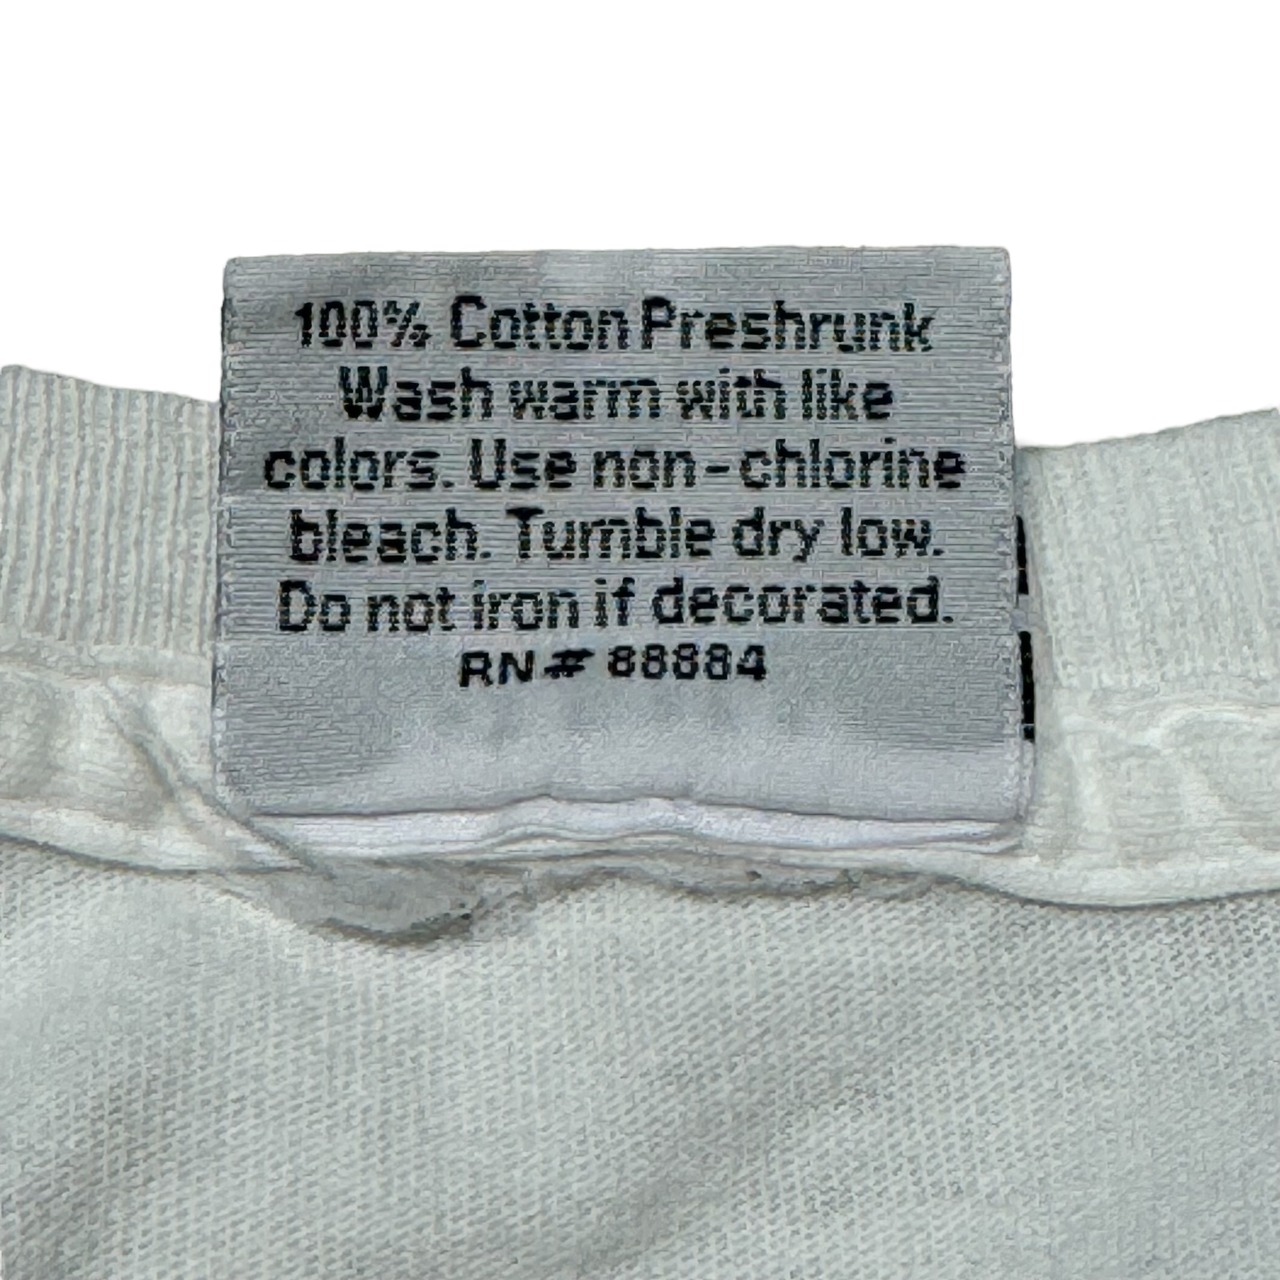 100% Cotton Preshrunk
Wash warm with like
colors. Use non-chlorine
bleach. Tumble dry low.
Do not iron if decorated.
RN# 88884